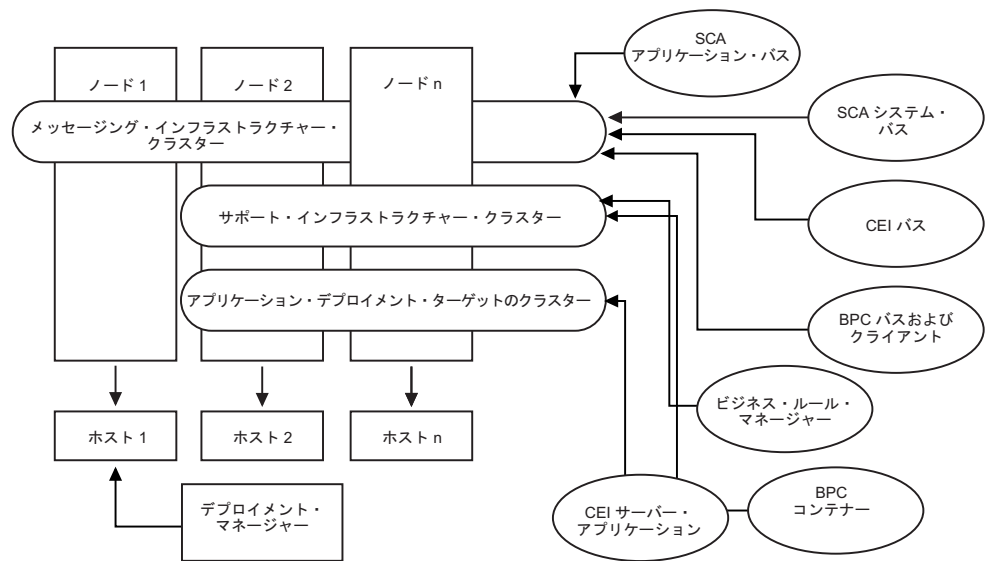 SCA
アプリケーション・バス
ノード 1
ノード 2
ノード n
メッセージング・インフラストラクチャー・
クラスター
SCA システム・
バス
サポート・インフラストラクチャー・クラスター
CEI バス
アプリケーション・デプロイメント・ターゲットのクラスター
BPC バスおよび
クライアント
ビジネス・ルール・
マネージャー
ホスト 1
ホスト 2
ホスト n
デプロイメント・
マネージャー
CEI サーバー・
アプリケーション
BPC
コンテナー